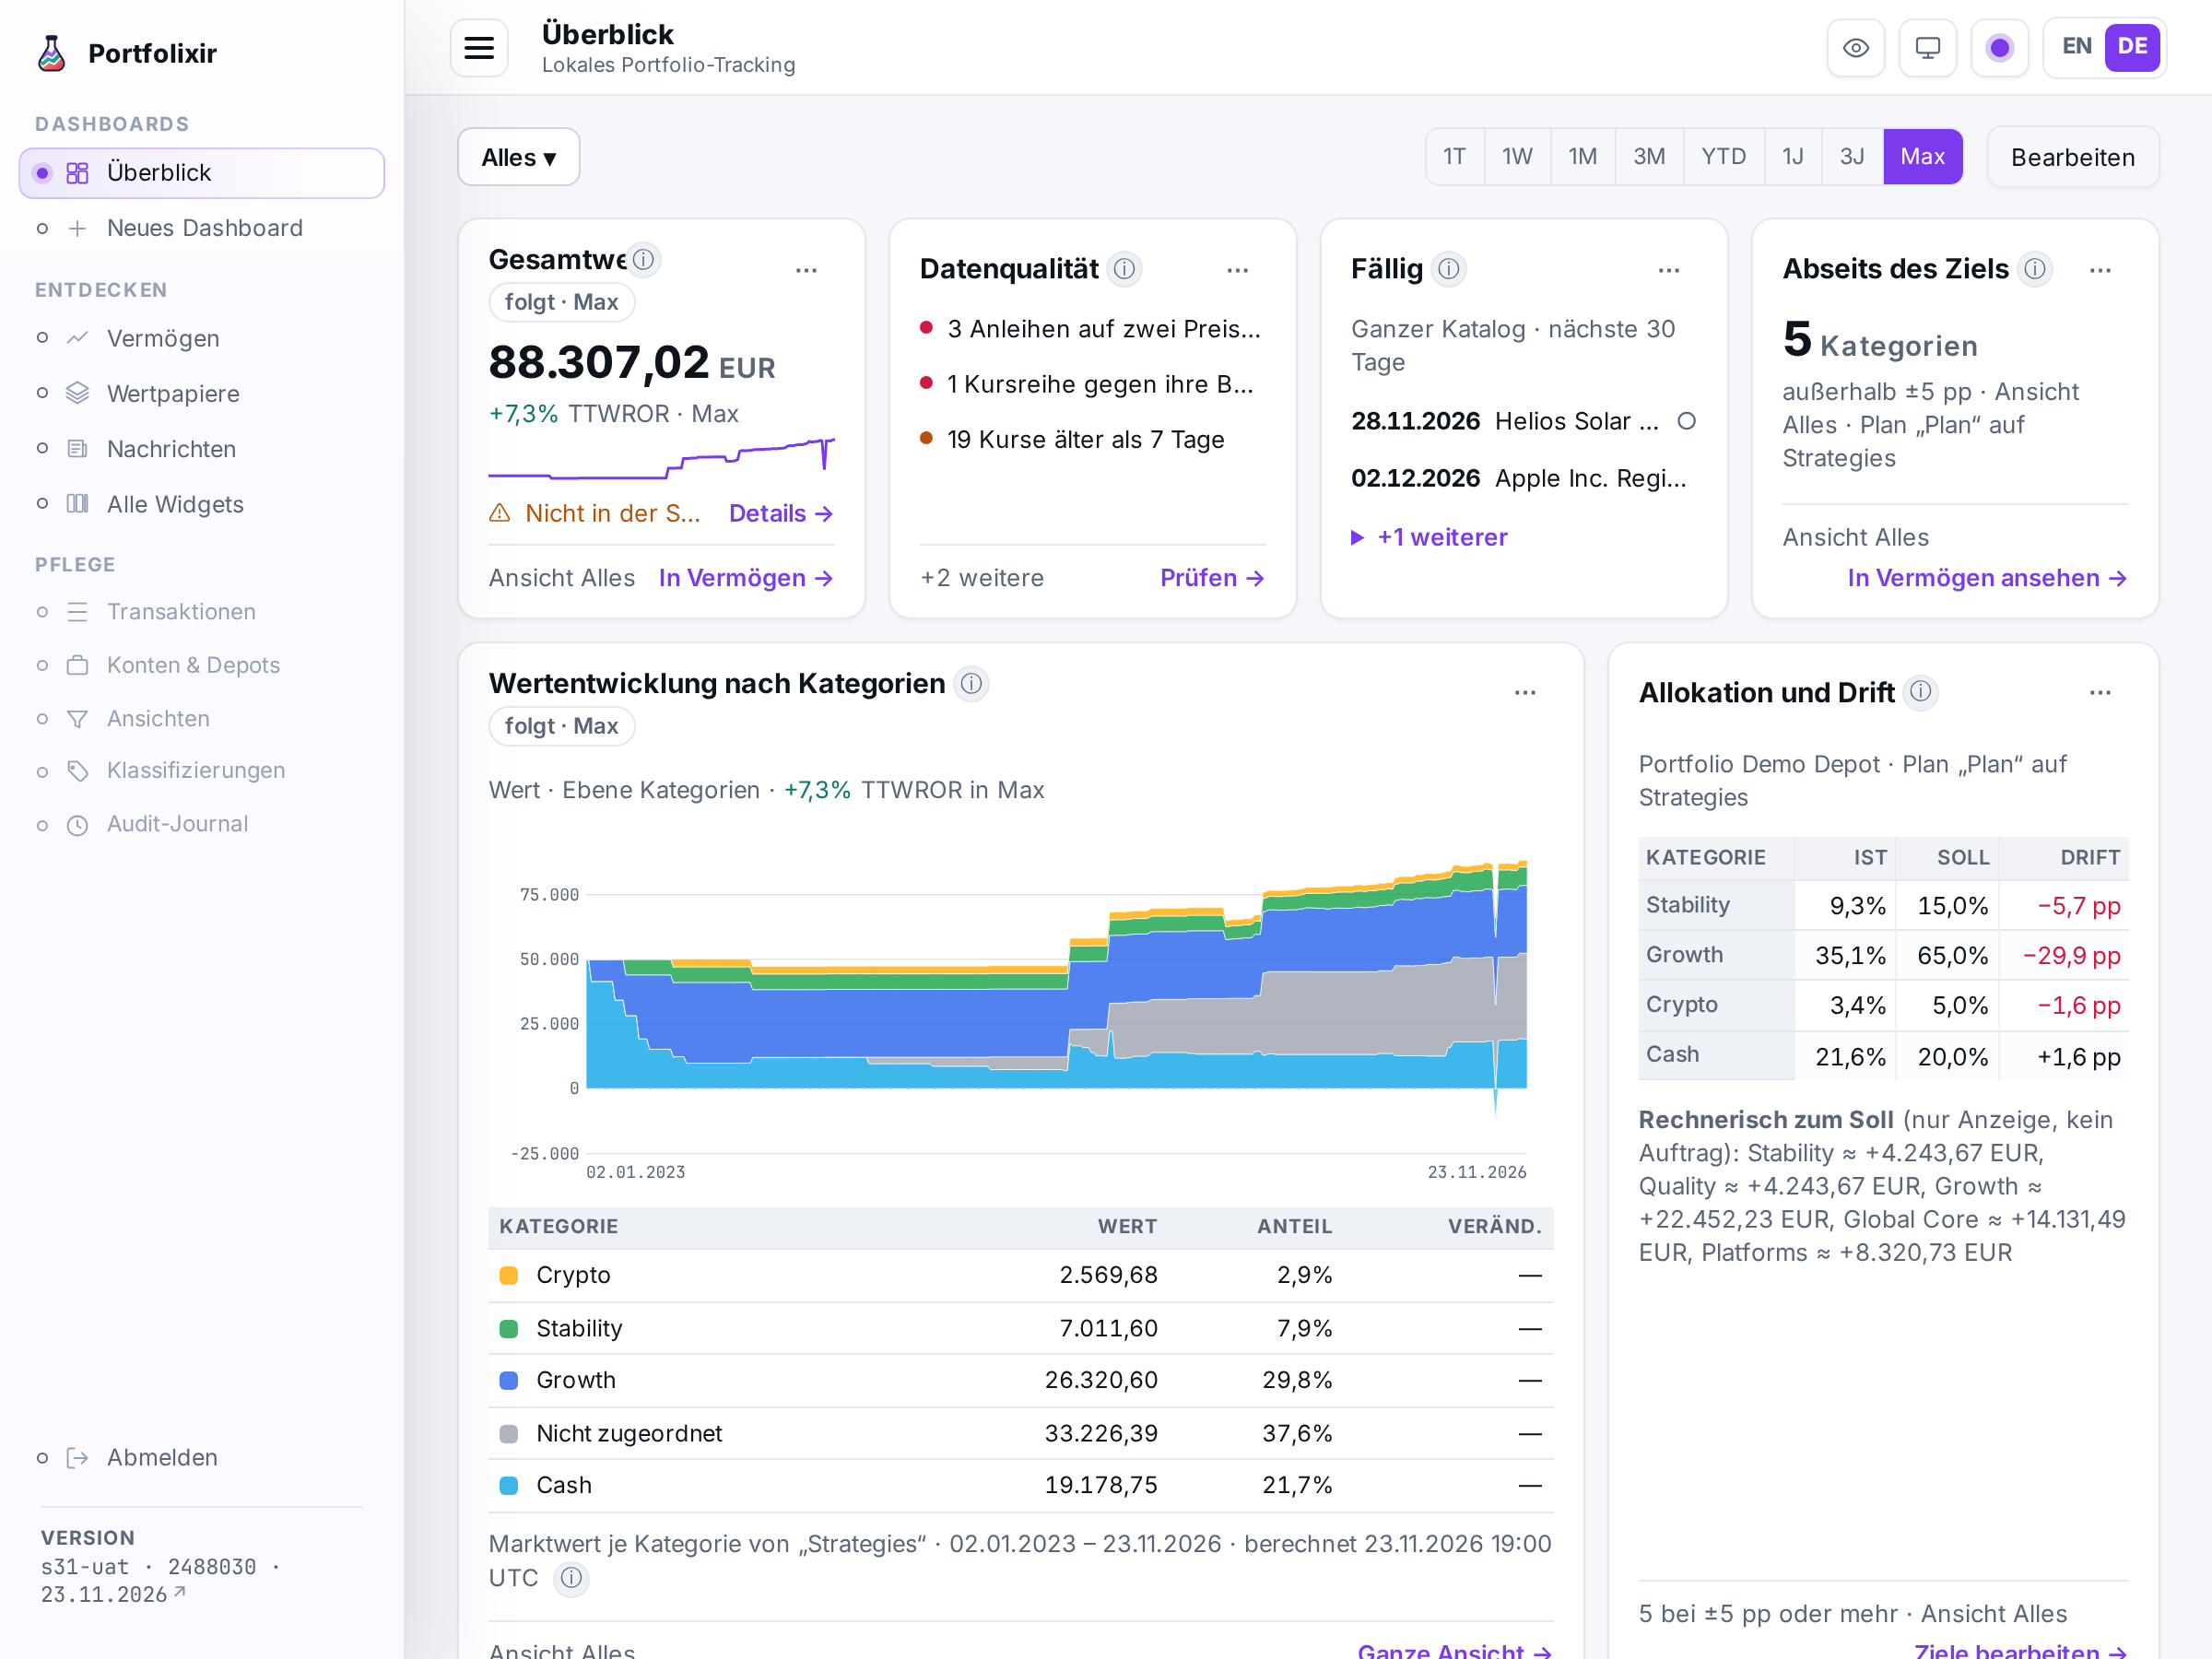 Portfolixir
DASHBOARDS
Überblick
Neues Dashboard
ENTDECKEN
Vermögen
Wertpapiere
Nachrichten
Alle Widgets
PFLEGE
Transaktionen
Konten & Depots
Ansichten
Klassifizierungen
Audit-Journal
Abmelden
VERSION
s31-uat · 2488030 ·
23.11.2026↗
Überblick
Lokales Portfolio-Tracking
EN DE
Alles ▾
1T 1W 1M 3M YTD 1J 3J Max
Bearbeiten
Gesamtwe ⓘ ...
folgt · Max
88.307,02 EUR
+7,3% TTWROR · Max
Nicht in der S... Details →
Ansicht Alles In Vermögen →
Datenqualität ⓘ ...
3 Anleihen auf zwei Preis...
1 Kursreihe gegen ihre B...
19 Kurse älter als 7 Tage
+2 weitere Prüfen →
Fällig ⓘ ...
Ganzer Katalog · nächste 30
Tage
28.11.2026 Helios Solar ...
02.12.2026 Apple Inc. Regi...
▶ +1 weiterer
Abseits des Ziels ⓘ ...
5 Kategorien
außerhalb ±5 pp · Ansicht
Alles · Plan „Plan“ auf
Strategies
Ansicht Alles
In Vermögen ansehen →
Wertentwicklung nach Kategorien ⓘ ...
folgt · Max
Wert · Ebene Kategorien · +7,3% TTWROR in Max
75.000
50.000
25.000
0
-25.000
02.01.2023 23.11.2026
KATEGORIE WERT ANTEIL VERÄND.
Crypto 2.569,68 2,9% —
Stability 7.011,60 7,9% —
Growth 26.320,60 29,8% —
Nicht zugeordnet 33.226,39 37,6% —
Cash 19.178,75 21,7% —
Marktwert je Kategorie von „Strategies“ · 02.01.2023 – 23.11.2026 · berechnet 23.11.2026 19:00
UTC ⓘ
Ansicht Alles Ganze Ansicht →
Allokation und Drift ⓘ ...
Portfolio Demo Depot · Plan „Plan“ auf
Strategies
KATEGORIE IST SOLL DRIFT
Stability 9,3% 15,0% −5,7 pp
Growth 35,1% 65,0% −29,9 pp
Crypto 3,4% 5,0% −1,6 pp
Cash 21,6% 20,0% +1,6 pp
Rechnerisch zum Soll (nur Anzeige, kein
Auftrag): Stability ≈ +4.243,67 EUR,
Quality ≈ +4.243,67 EUR, Growth ≈
+22.452,23 EUR, Global Core ≈ +14.131,49
EUR, Platforms ≈ +8.320,73 EUR
5 bei ±5 pp oder mehr · Ansicht Alles
Ziele bearbeiten →